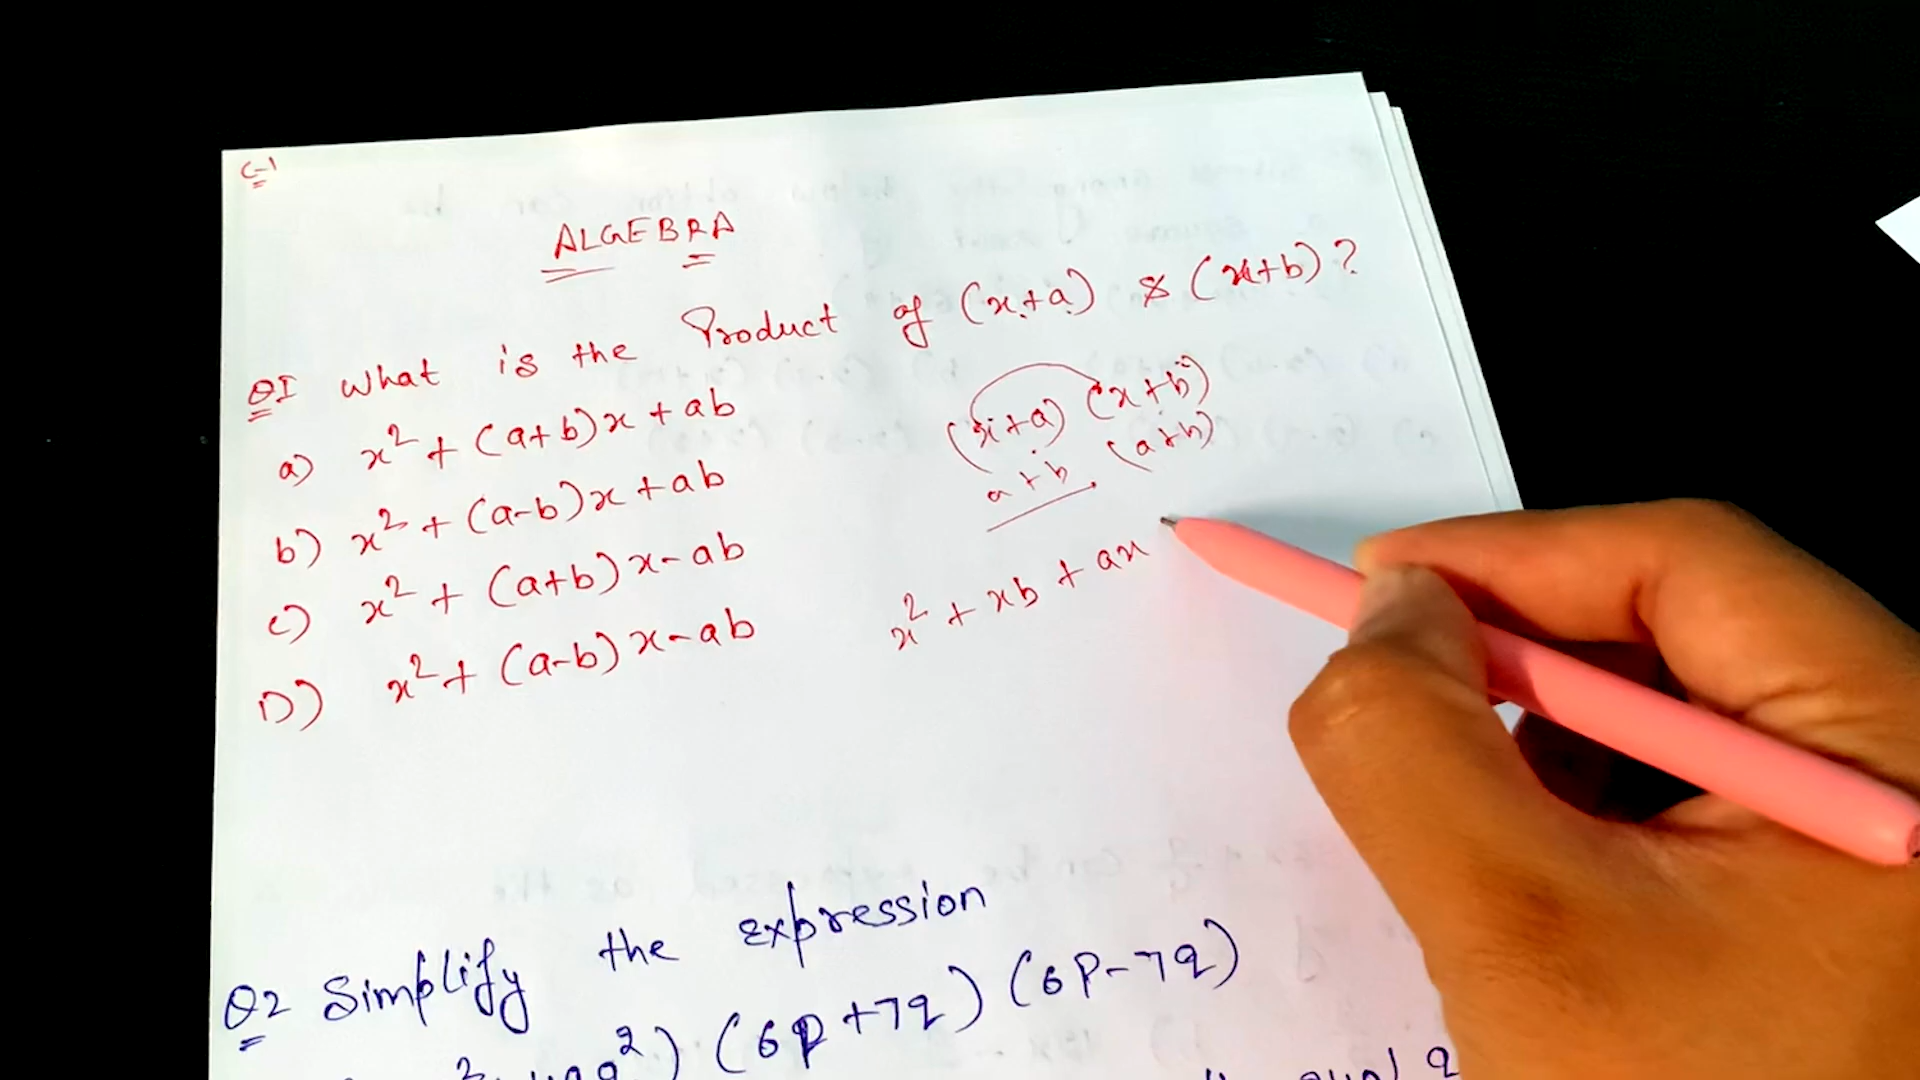 C-1
ALGEBRA
Q1 What is the Product of (x+a) & (x+b)?
a) x² + (a+b)x + ab
b) x² + (a-b)x + ab
c) x² + (a+b)x - ab
D) x² + (a-b)x - ab
(x+a) (x+b)
a+b (a+b)
x² + xb + ax
Q2 Simplify the expression
(6p+7q) (6p-7q)